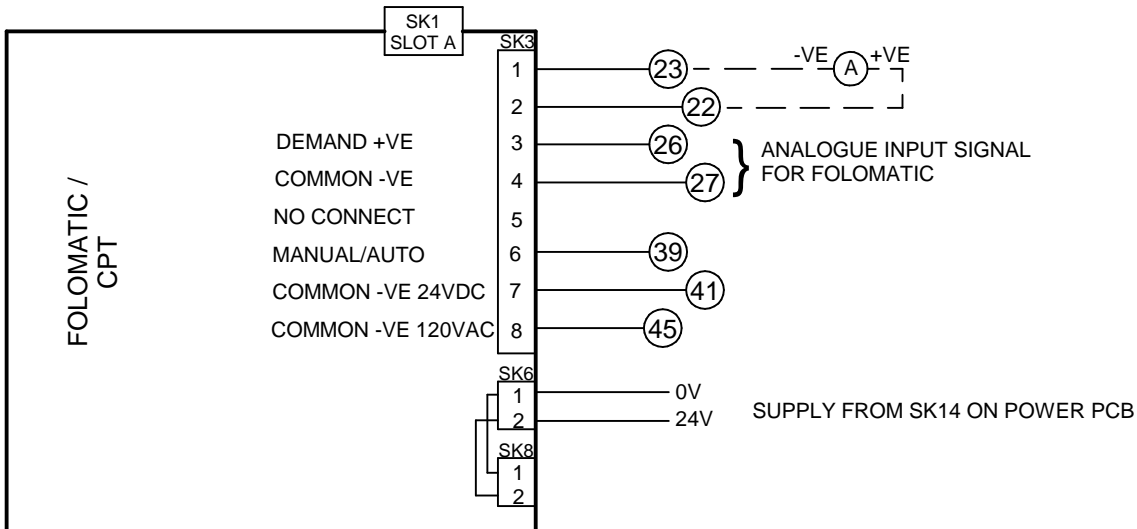 SK1
SLOT A
SK3
1 23 -VE A +VE
2 22
DEMAND +VE 3 26
COMMON -VE 4 27
} ANALOGUE INPUT SIGNAL
FOR FOLOMATIC
NO CONNECT 5
MANUAL/AUTO 6 39
COMMON -VE 24VDC 7 41
COMMON -VE 120VAC 8 45
FOLOMATIC /
CPT
SK6
1 0V
2 24V
SUPPLY FROM SK14 ON POWER PCB
SK8
1
2